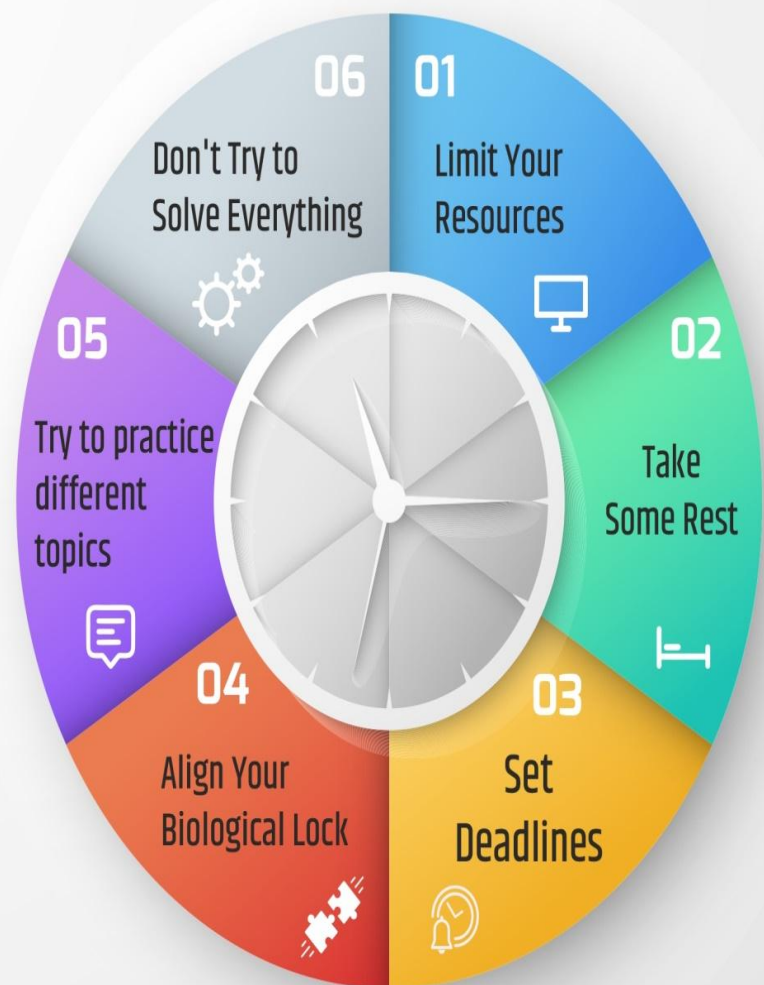 01
Limit Your
Resources
02
Take
Some Rest
03
Set
Deadlines
04
Align Your
Biological Lock
05
Try to practice
different
topics
06
Don't Try to
Solve Everything